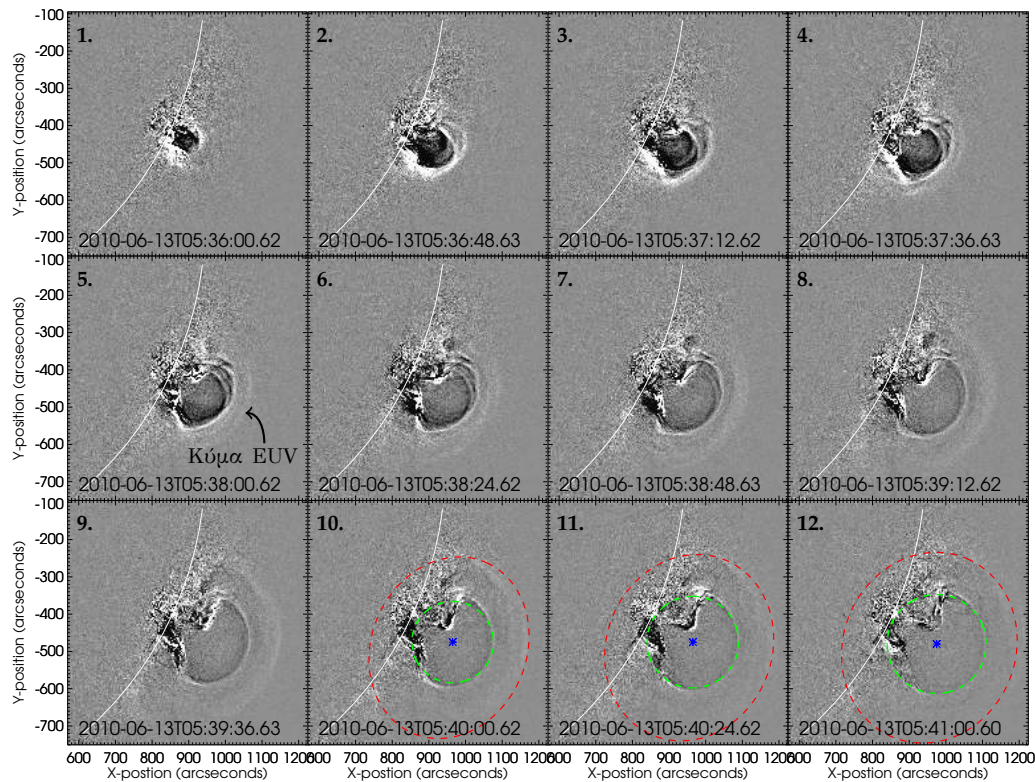 1.
2.
3.
4.
-100
-200
-300
-400
-500
-600
-700
Y-position (arcseconds)
2010-06-13T05:36:00.62
2010-06-13T05:36:48.63
2010-06-13T05:37:12.62
2010-06-13T05:37:36.63
5.
6.
7.
8.
-100
-200
-300
-400
-500
-600
-700
Y-position (arcseconds)
Κύμα EUV
2010-06-13T05:38:00.62
2010-06-13T05:38:24.62
2010-06-13T05:38:48.63
2010-06-13T05:39:12.62
9.
10.
11.
12.
-100
-200
-300
-400
-500
-600
-700
Y-position (arcseconds)
2010-06-13T05:39:36.63
2010-06-13T05:40:00.62
2010-06-13T05:40:24.62
2010-06-13T05:41:00.60
600 700 800 900 1000 1100
600 700 800 900 1000 1100
600 700 800 900 1000 1100
600 700 800 900 1000 1100 1200
X-postion (arcseconds)
X-postion (arcseconds)
X-postion (arcseconds)
X-postion (arcseconds)